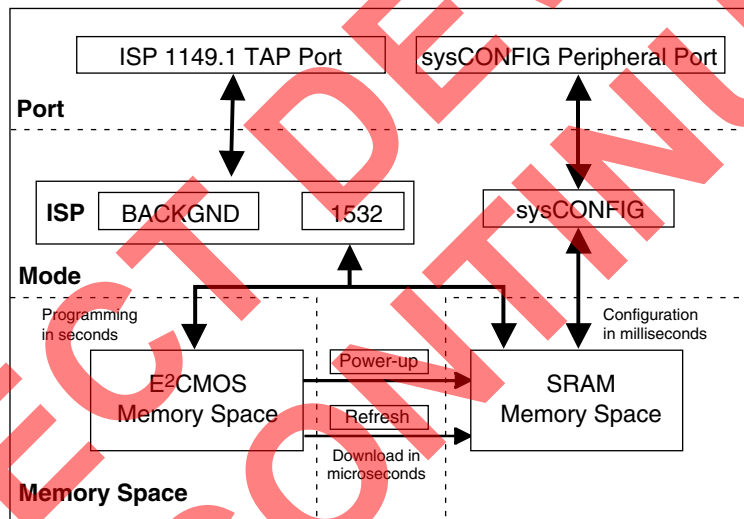 ISP 1149.1 TAP Port
sysCONFIG Peripheral Port
Port
ISP
BACKGND
1532
sysCONFIG
Mode
Programming
in seconds
Configuration
in milliseconds
E²CMOS
Memory Space
Power-up
Refresh
Download in
microseconds
SRAM
Memory Space
Memory Space